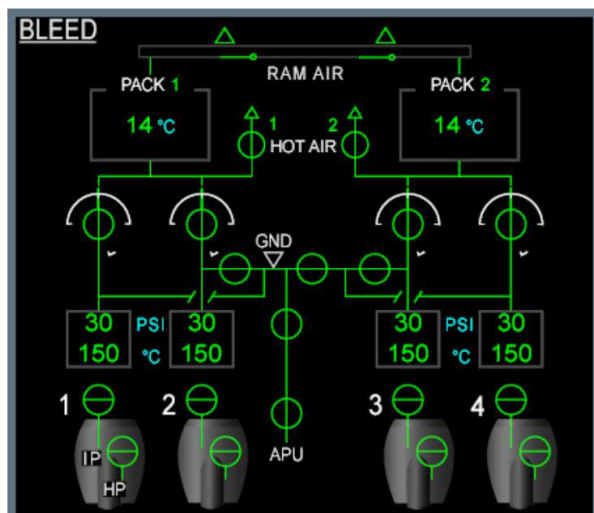 BLEED
RAM AIR
PACK 1
PACK 2
14 °C
1
2
14 °C
HOT AIR
GND
30
PSI
30
30
PSI
30
150
°C
150
150
°C
150
1
2
3
4
IP
APU
HP